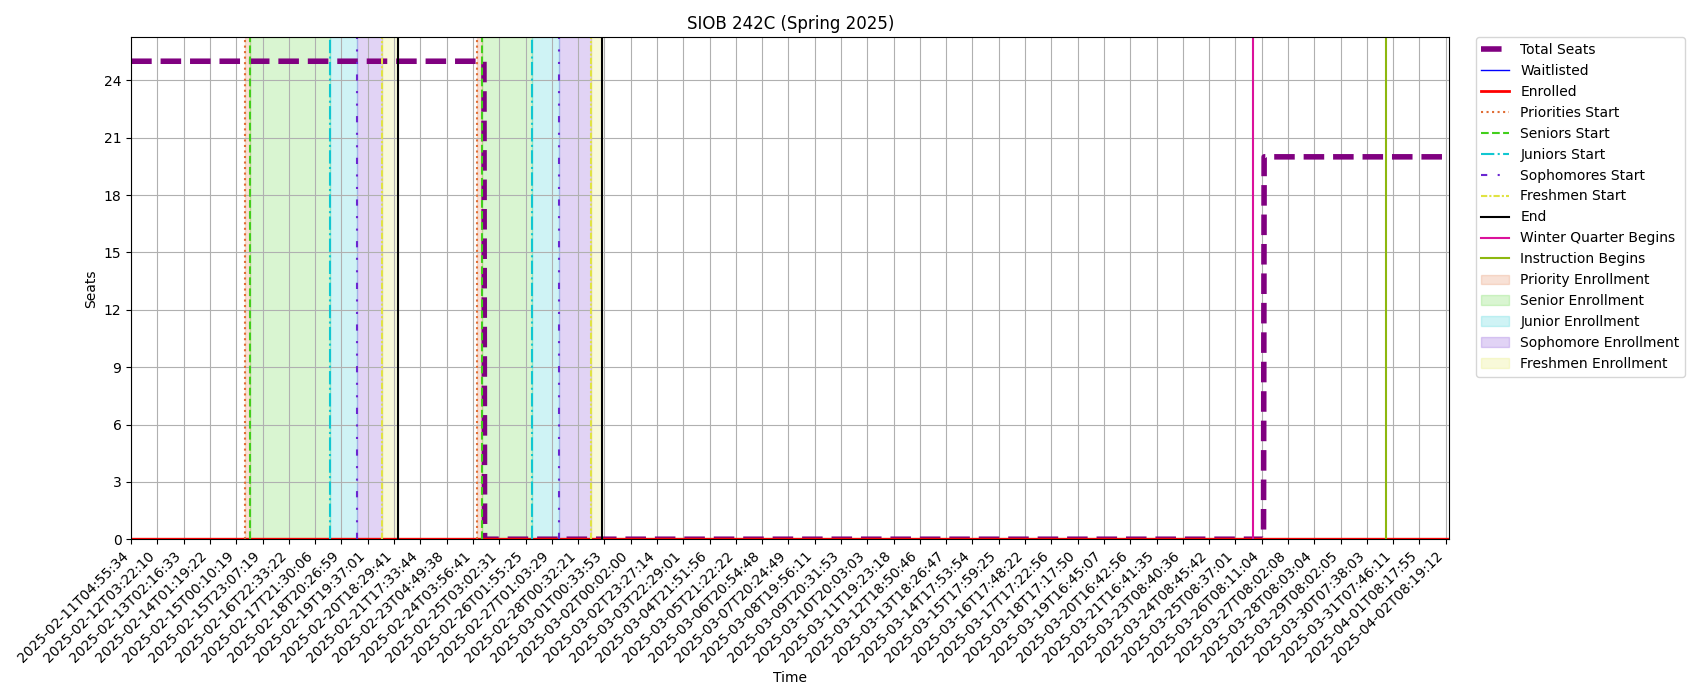 SIOB 242C (Spring 2025)
Seats
24
21
18
15
12
9
6
3
0
2025-02-11T04:55:34
2025-02-12T03:22:10
2025-02-13T02:16:33
2025-02-14T01:19:22
2025-02-15T00:10:19
2025-02-15T23:07:19
2025-02-16T22:33:22
2025-02-17T21:30:06
2025-02-18T20:26:59
2025-02-19T19:37:01
2025-02-20T18:29:41
2025-02-21T17:33:44
2025-02-23T04:49:38
2025-02-24T03:56:41
2025-02-25T03:02:31
2025-02-26T01:55:25
2025-02-27T01:03:29
2025-02-28T00:32:21
2025-03-01T00:33:53
2025-03-02T00:02:00
2025-03-02T23:27:14
2025-03-03T22:29:01
2025-03-04T21:51:56
2025-03-05T21:22:22
2025-03-06T20:54:48
2025-03-07T20:24:49
2025-03-08T19:56:11
2025-03-09T20:31:53
2025-03-10T20:03:03
2025-03-11T19:23:18
2025-03-12T18:50:46
2025-03-13T18:26:47
2025-03-14T17:53:54
2025-03-15T17:59:25
2025-03-16T17:48:22
2025-03-17T17:22:56
2025-03-18T17:17:50
2025-03-19T16:45:07
2025-03-20T16:42:56
2025-03-21T16:41:35
2025-03-23T08:40:36
2025-03-24T08:45:42
2025-03-25T08:37:01
2025-03-26T08:11:04
2025-03-27T08:02:08
2025-03-28T08:03:04
2025-03-29T08:02:05
2025-03-30T07:38:03
2025-03-31T07:46:11
2025-04-01T08:17:55
2025-04-02T08:19:12
Time
Total Seats
Waitlisted
Enrolled
Priorities Start
Seniors Start
Juniors Start
Sophomores Start
Freshmen Start
End
Winter Quarter Begins
Instruction Begins
Priority Enrollment
Senior Enrollment
Junior Enrollment
Sophomore Enrollment
Freshmen Enrollment